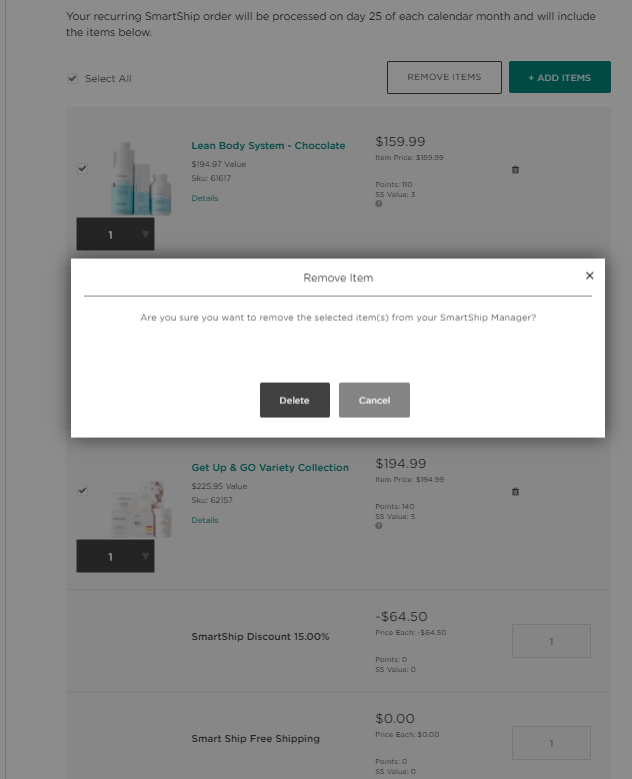 Your recurring SmartShip order will be processed on day 25 of each calendar month and will include
the items below.
Select All
REMOVE ITEMS
+ ADD ITEMS
Lean Body System - Chocolate
$194.97 Value
Sku: 61617
Details
$159.99
Item Price: $159.99
Points: 110
SS Value: 3
1
Remove Item
Are you sure you want to remove the selected item(s) from your SmartShip Manager?
Delete
Cancel
Get Up & GO Variety Collection
$225.95 Value
Sku: 62157
Details
$194.99
Item Price: $194.99
Points: 140
SS Value: 5
1
SmartShip Discount 15.00%
-$64.50
Price Each: -$64.50
Points: 0
SS Value: 0
1
Smart Ship Free Shipping
$0.00
Price Each: $0.00
Points: 0
SS Value: 0
1